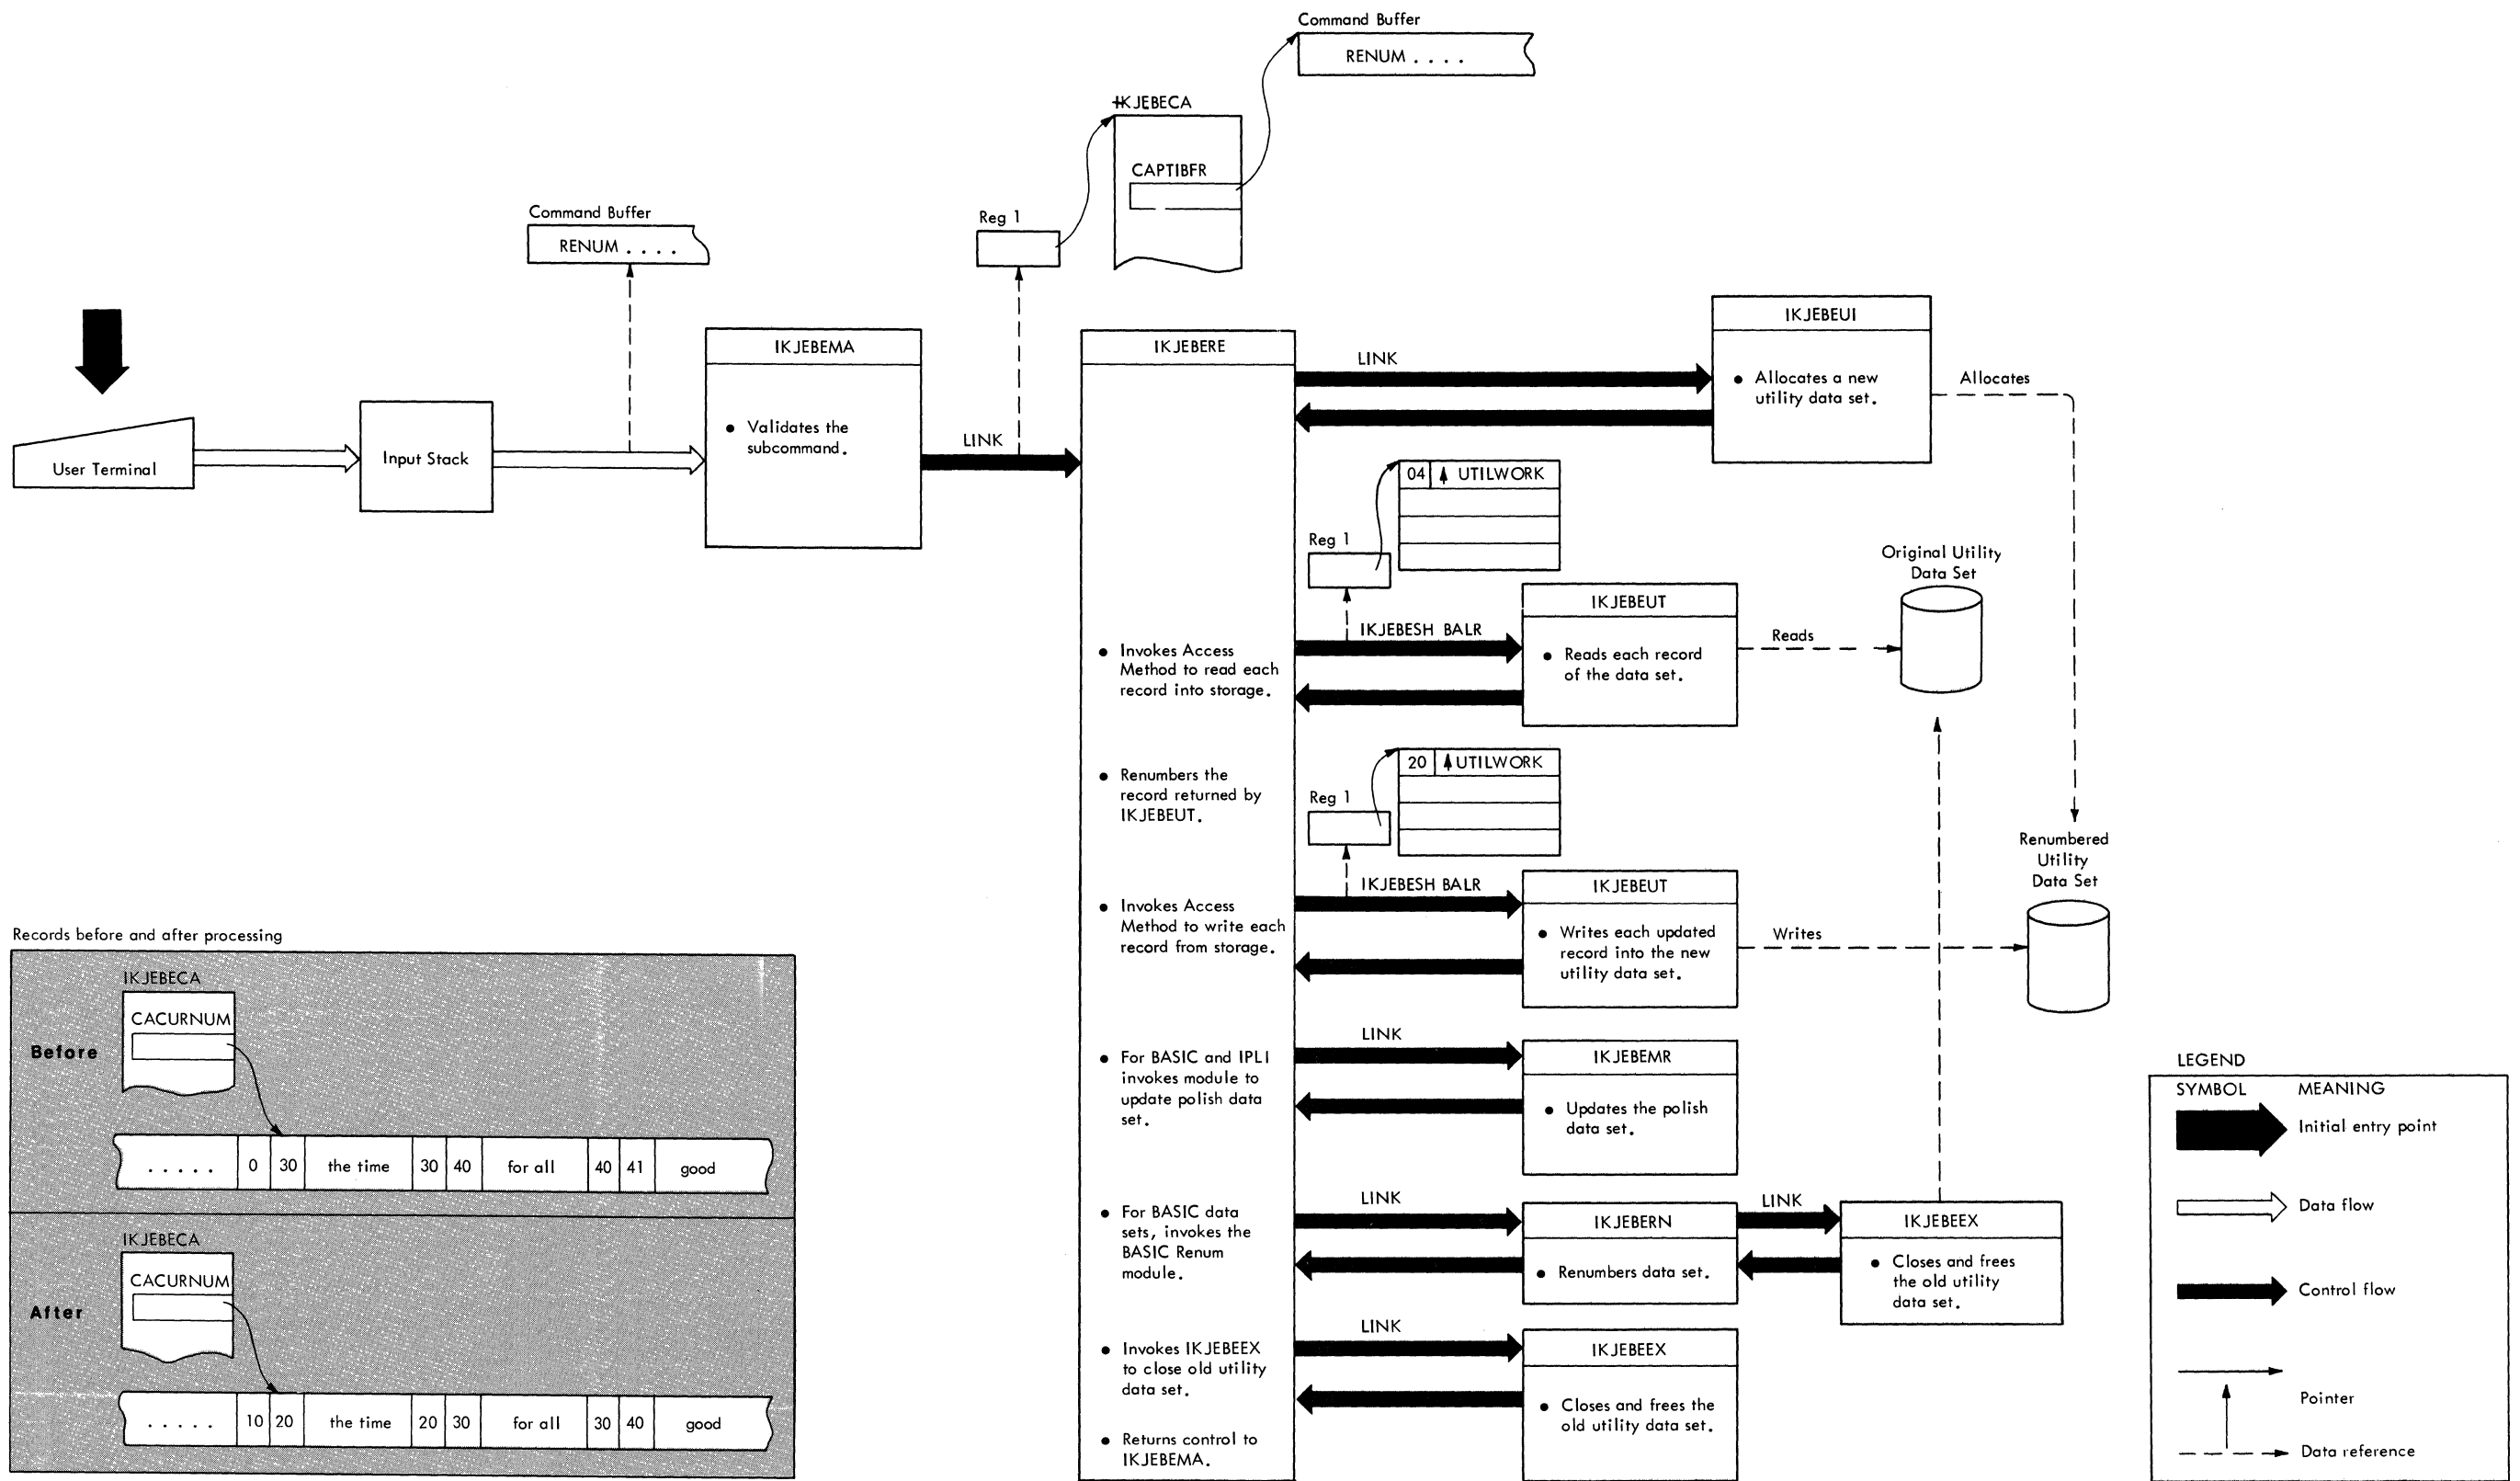 Command Buffer
RENUM . . . .
IKJEBECA
CAPTIBFR
Command Buffer
RENUM . . . .
Reg 1
User Terminal
Input Stack
IKJEBEMA
• Validates the
subcommand.
LINK
IKJEBERE
LINK
IKJEBEUI
• Allocates a new
utility data set.
Allocates
04 UTILWORK
Reg 1
• Invokes Access
Method to read each
record into storage.
IKJEBESH BALR
IKJEBEUT
• Reads each record
of the data set.
Reads
Original Utility
Data Set
• Renumbers the
record returned by
IKJEBEUT.
20 UTILWORK
Reg 1
• Invokes Access
Method to write each
record from storage.
IKJEBESH BALR
IKJEBEUT
• Writes each updated
record into the new
utility data set.
Writes
Renumbered
Utility
Data Set
• For BASIC and IPLI
invokes module to
update polish data
set.
LINK
IKJEBEMR
• Updates the polish
data set.
• For BASIC data
sets, invokes the
BASIC Renum
module.
LINK
IKJEBERN
• Renumbers data set.
LINK
IKJEBEEX
• Closes and frees
the old utility
data set.
• Invokes IKJEBEEX
to close old utility
data set.
LINK
IKJEBEEX
• Closes and frees the
old utility data set.
• Returns control to
IKJEBEMA.
Records before and after processing
IKJEBECA
CACURNUM
Before
. . . . . 0 30 the time 30 40 for all 40 41 good
IKJEBECA
CACURNUM
After
. . . . . 10 20 the time 20 30 for all 30 40 good
LEGEND
SYMBOL MEANING
Initial entry point
Data flow
Control flow
Pointer
Data reference